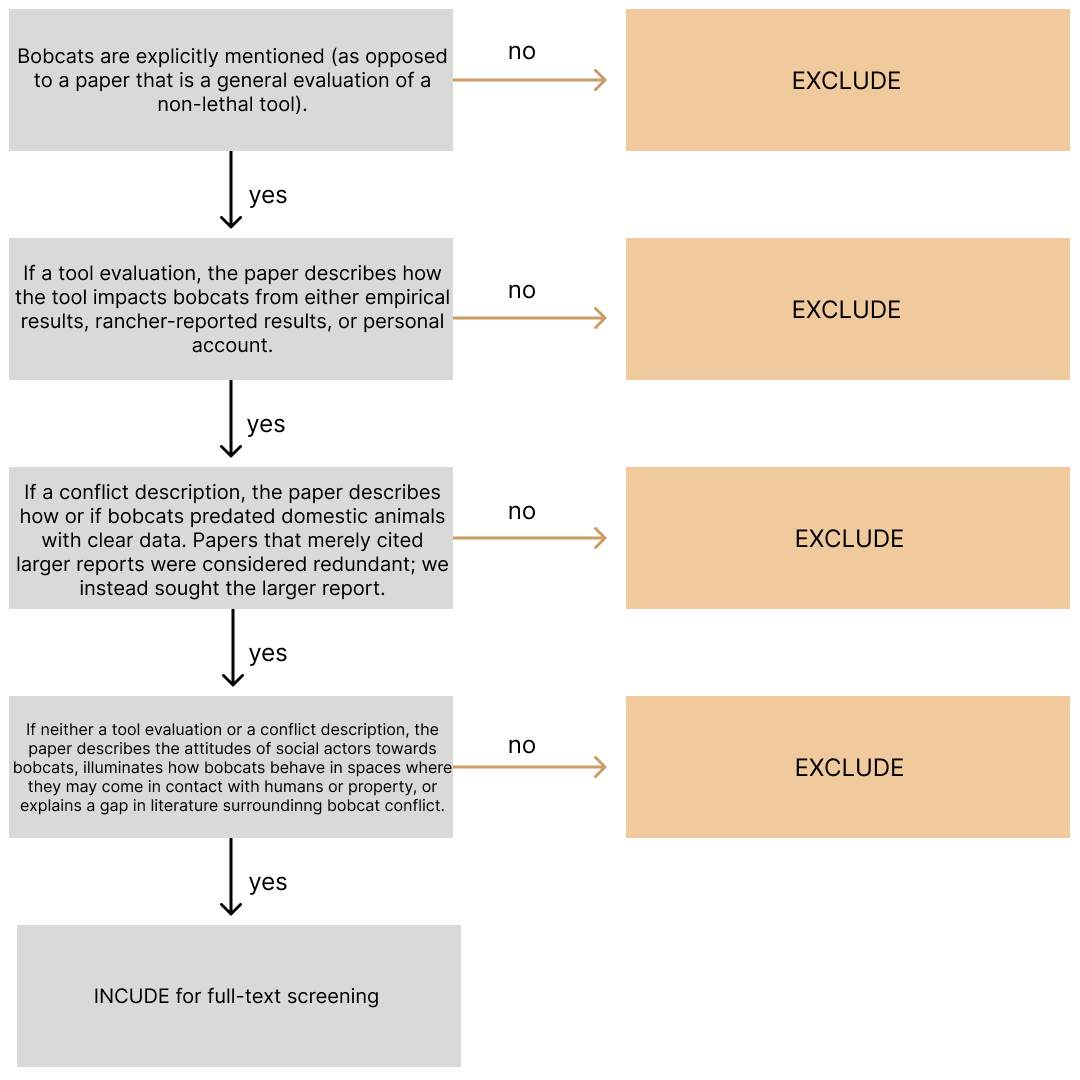 Bobcats are explicitly mentioned (as opposed
to a paper that is a general evaluation of a
non-lethal tool).
no
EXCLUDE
yes
If a tool evaluation, the paper describes how
the tool impacts bobcats from either empirical
results, rancher-reported results, or personal
account.
no
EXCLUDE
yes
If a conflict description, the paper describes
how or if bobcats predated domestic animals
with clear data. Papers that merely cited
larger reports were considered redundant; we
instead sought the larger report.
no
EXCLUDE
yes
If neither a tool evaluation or a conflict description, the
paper describes the attitudes of social actors towards
bobcats, illuminates how bobcats behave in spaces where
they may come in contact with humans or property, or
explains a gap in literature surroundinng bobcat conflict.
no
EXCLUDE
yes
INCUDE for full-text screening